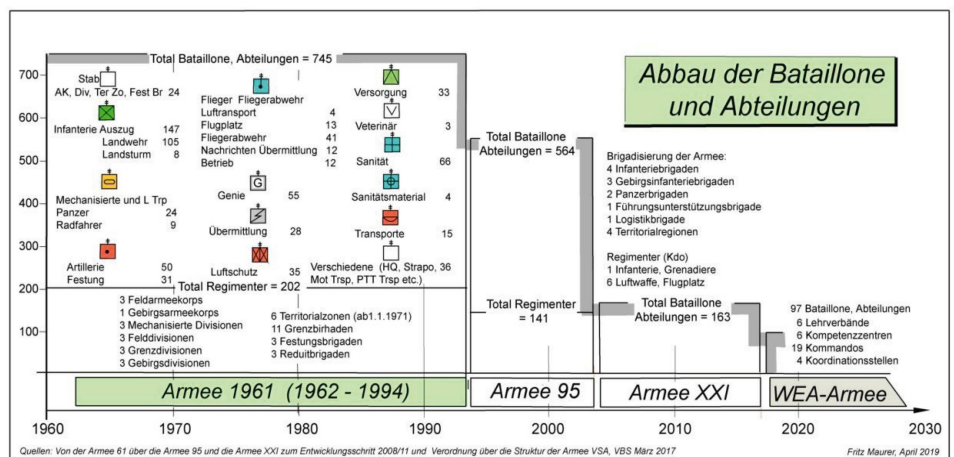 Abbau der Bataillone
und Abteilungen
700
600
500
400
300
200
100
Total Bataillone, Abteilungen = 745
Stab
AK, Div, Ter Zo, Fest Br 24
Infanterie Auszug 147
Landwehr 105
Landsturm 8
Mechanisierte und L Trp
Panzer 24
Radfahrer 9
Artillerie 50
Festung 31
Flieger Fliegerabwehr
Luftransport 4
Flugplatz 13
Fliegerabwehr 41
Nachrichten Übermittlung 12
Betrieb 12
G
Genie 55
Übermittlung 28
Luftschutz 35
Versorgung 33
V
Veterinär 3
Sanität 66
Sanitätsmaterial 4
Transporte 15
Verschiedene (HQ, Strapo, 36
Mot Trsp, PTT Trsp etc.)
Total Regimenter = 202
3 Feldarmeekorps
1 Gebirgsarmeekorps
3 Mechanisierte Divisionen
3 Felddivisionen
3 Grenzdivisionen
3 Gebirgsdivisionen
6 Territorialzonen (ab1.1.1971)
11 Grenzbirhaden
3 Festungsbrigaden
3 Reduitbrigaden
Total Bataillone
Abteilungen = 564
Total Regimenter
= 141
Brigadisierung der Armee:
4 Infanteriebrigaden
3 Gebirgsinfanteriebrigaden
2 Panzerbrigaden
1 Führungsunterstützungsbrigade
1 Logistikbrigade
4 Territorialregionen
Regimenter (Kdo)
1 Infanterie, Grenadiere
6 Luftwaffe, Flugplatz
Total Bataillone
Abteilungen = 163
97 Bataillone, Abteilungen
6 Lehrverbände
6 Kompetenzzentren
19 Kommandos
4 Koordinationsstellen
Armee 1961 (1962 - 1994)
Armee 95
Armee XXI
WEA-Armee
1960
1970
1980
1990
2000
2010
2020
2030
Quellen: Von der Armee 61 über die Armee 95 und die Armee XXI zum Entwicklungsschritt 2008/11 und Verordnung über die Struktur der Armee VSA, VBS März 2017
Fritz Maurer, April 2019